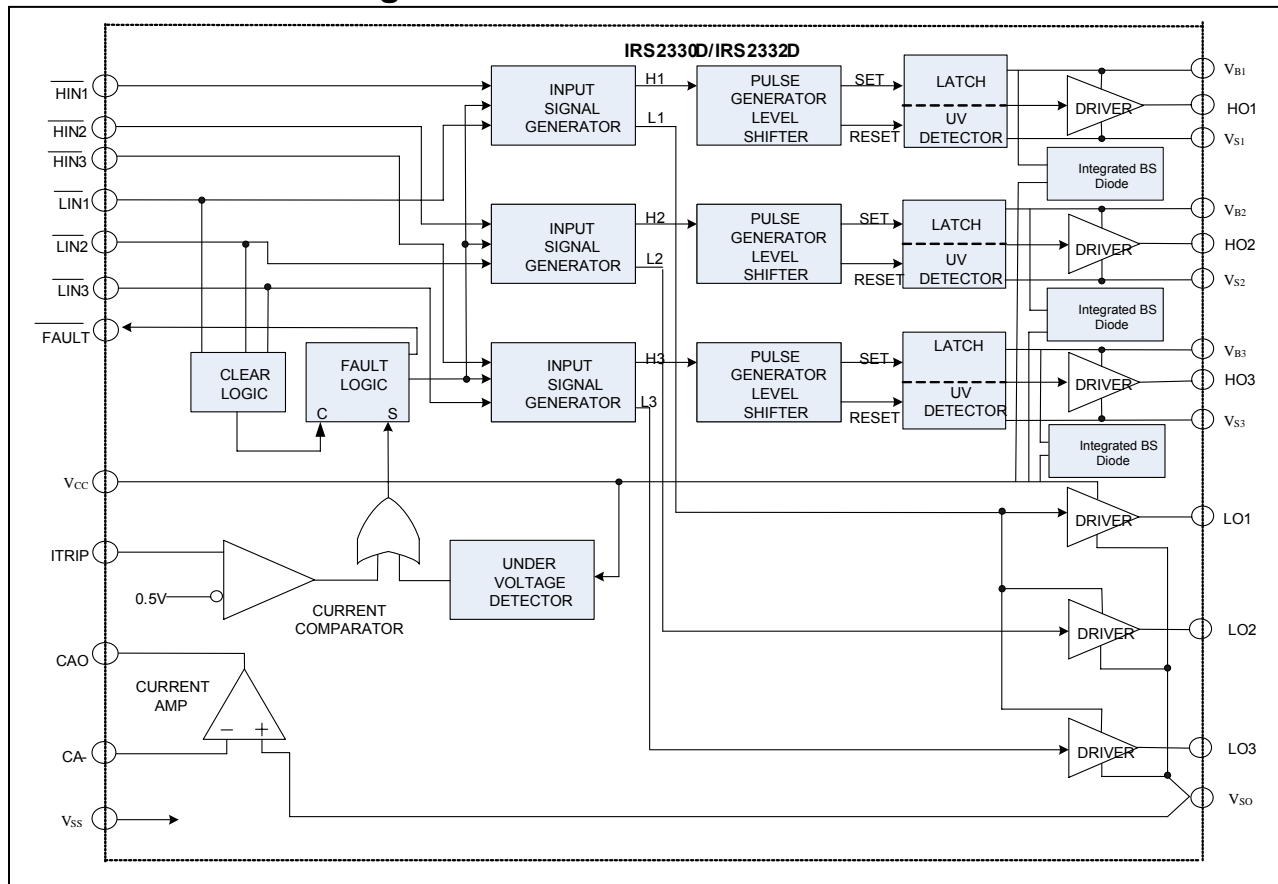 IRS2330D/IRS2332D
HIN1
HIN2
HIN3
LIN1
LIN2
LIN3
FAULT
VCC
ITRIP
0.5V
CAO
CA-
VSS
INPUT
SIGNAL
GENERATOR
H1
L1
PULSE
GENERATOR
LEVEL
SHIFTER
SET
RESET
LATCH
UV
DETECTOR
DRIVER
Integrated BS
Diode
VB1
HO1
VS1
INPUT
SIGNAL
GENERATOR
H2
L2
PULSE
GENERATOR
LEVEL
SHIFTER
SET
RESET
LATCH
UV
DETECTOR
DRIVER
Integrated BS
Diode
VB2
HO2
VS2
CLEAR
LOGIC
FAULT
LOGIC
C
S
INPUT
SIGNAL
GENERATOR
H3
L3
PULSE
GENERATOR
LEVEL
SHIFTER
SET
RESET
LATCH
UV
DETECTOR
DRIVER
Integrated BS
Diode
VB3
HO3
VS3
CURRENT
COMPARATOR
UNDER
VOLTAGE
DETECTOR
DRIVER
LO1
DRIVER
LO2
CURRENT
AMP
−
+
DRIVER
LO3
VSO